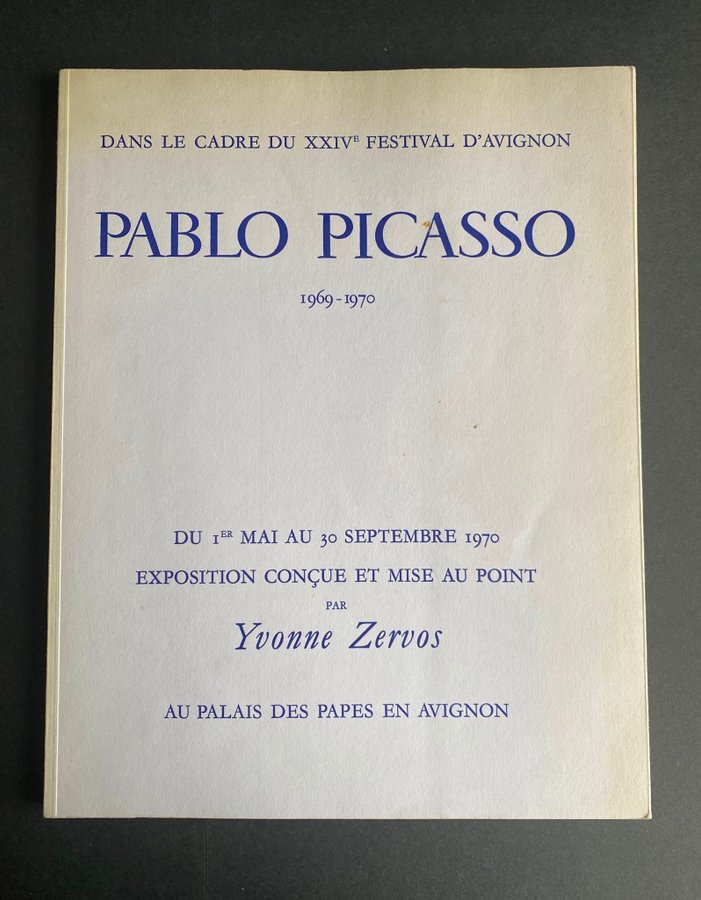 DANS LE CADRE DU XXIVE FESTIVAL D'AVIGNON
PABLO PICASSO
1969-1970
DU 1ER MAI AU 30 SEPTEMBRE 1970
EXPOSITION CONÇUE ET MISE AU POINT
PAR
Yvonne Zervos
AU PALAIS DES PAPES EN AVIGNON